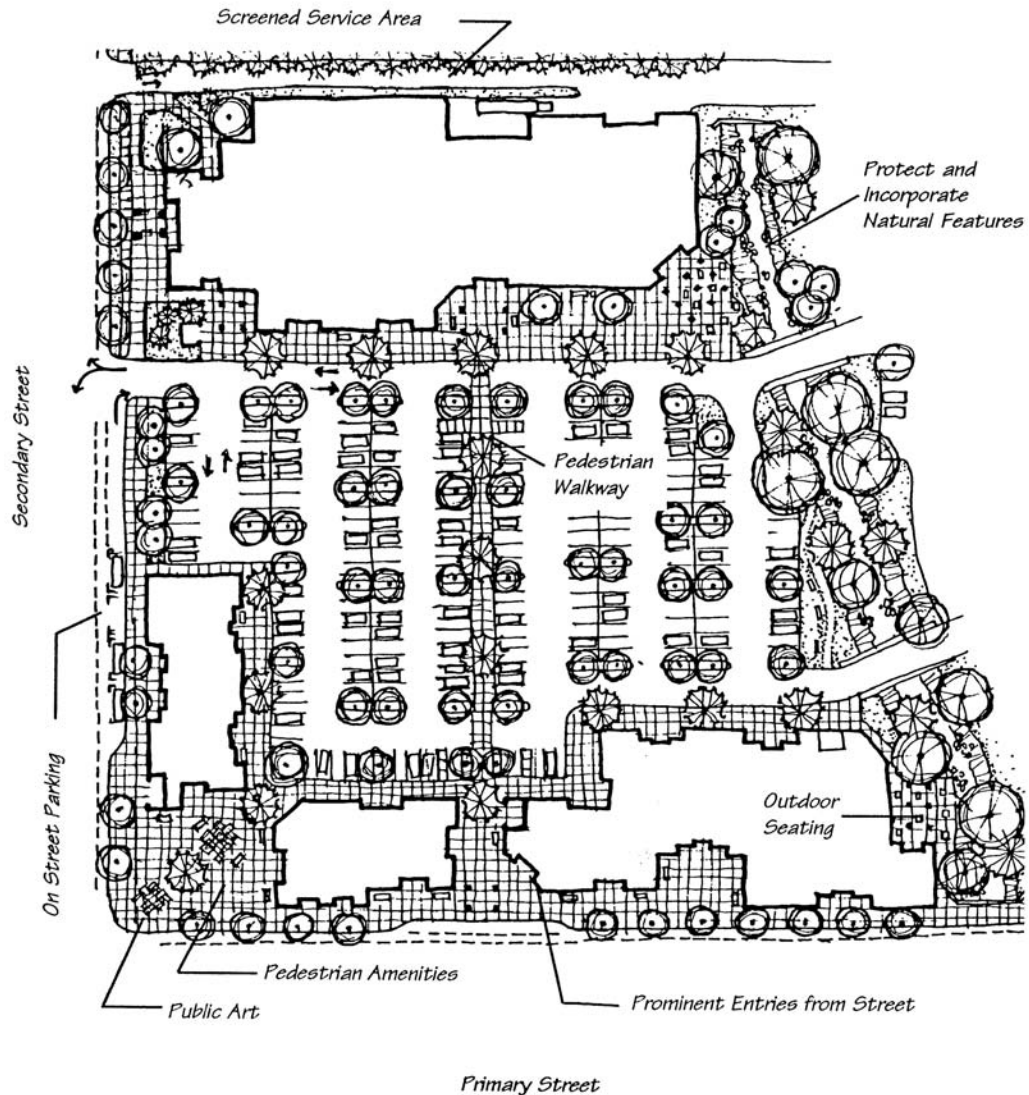 Screened Service Area
Protect and
Incorporate
Natural Features
Secondary Street
Pedestrian
Walkway
On Street Parking
Outdoor
Seating
Pedestrian Amenities
Public Art
Prominent Entries from Street
Primary Street